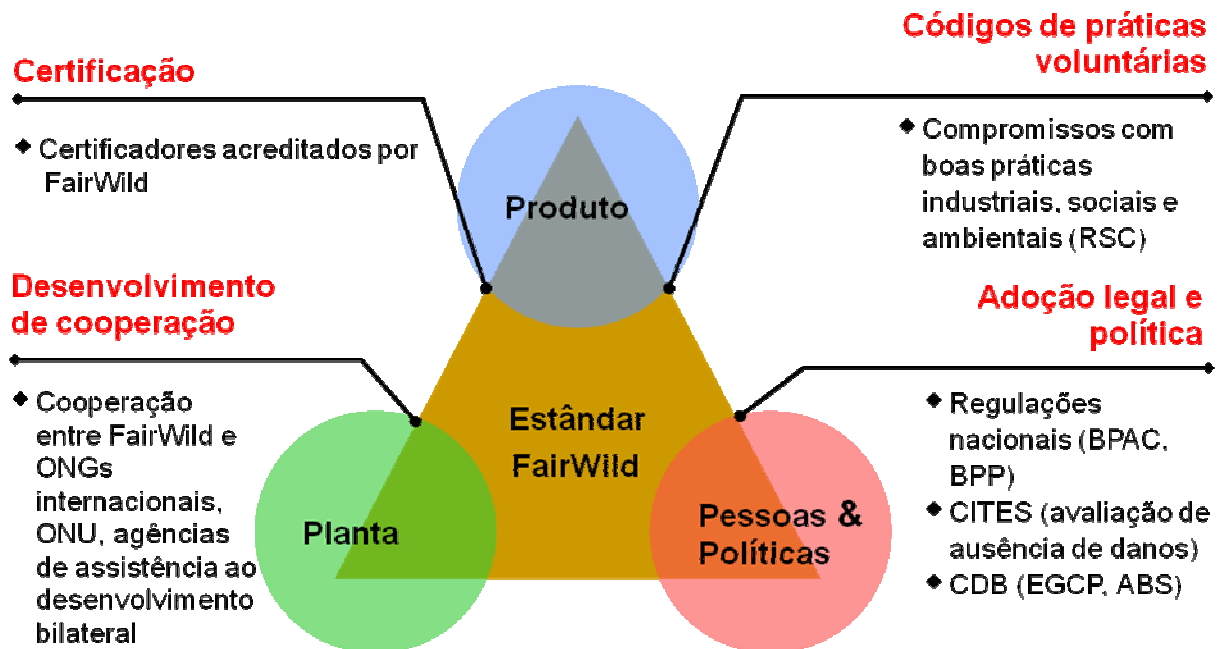 Certificação
◆ Certificadores acreditados por
FairWild
Códigos de práticas
voluntárias
◆ Compromissos com
boas práticas
industriais, sociais e
ambientais (RSC)
Produto
Desenvolvimento
de cooperação
◆ Cooperação
entre FairWild e
ONGs
internacionais,
ONU, agências
de assistência ao
desenvolvimento
bilateral
Adoção legal e
política
◆ Regulações
nacionais (BPAC,
BPP)
◆ CITES (avaliação de
ausência de danos)
◆ CDB (EGCP, ABS)
Estândar
FairWild
Planta
Pessoas &
Políticas